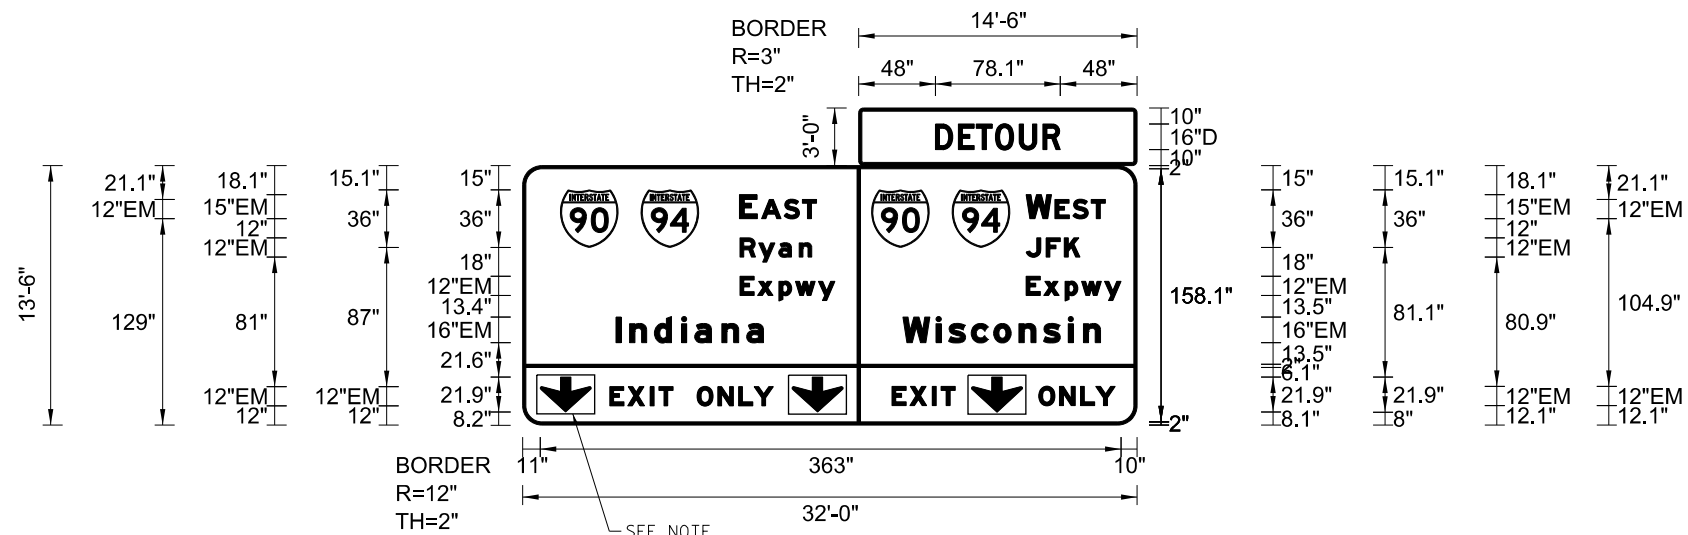 BORDER
R=3"
TH=2"
14'-6"
48" 78.1" 48"
3'-0"
DETOUR
10"
16"D
10"
2"
13'-6"
21.1"
12"EM
129"
18.1"
15"EM
12"
12"EM
81"
12"EM
12"
15.1"
36"
87"
12"EM
12"
15"
36"
18"
12"EM
13.4"
16"EM
21.6"
21.9"
8.2"
INTERSTATE 90 INTERSTATE 94 EAST
Ryan
Expwy
Indiana
EXIT ONLY
INTERSTATE 90 INTERSTATE 94 WEST
JFK
Expwy
Wisconsin
EXIT ONLY
158.1"
2"
15"
36"
18"
12"EM
13.5"
16"EM
13.5"
2"
6.1"
21.9"
8.1"
15.1"
36"
81.1"
21.9"
8"
18.1"
15"EM
12"
12"EM
80.9"
12"EM
12.1"
21.1"
12"EM
104.9"
12"EM
12.1"
BORDER
R=12"
TH=2"
11" 363" 10"
32'-0"
SEE NOTE